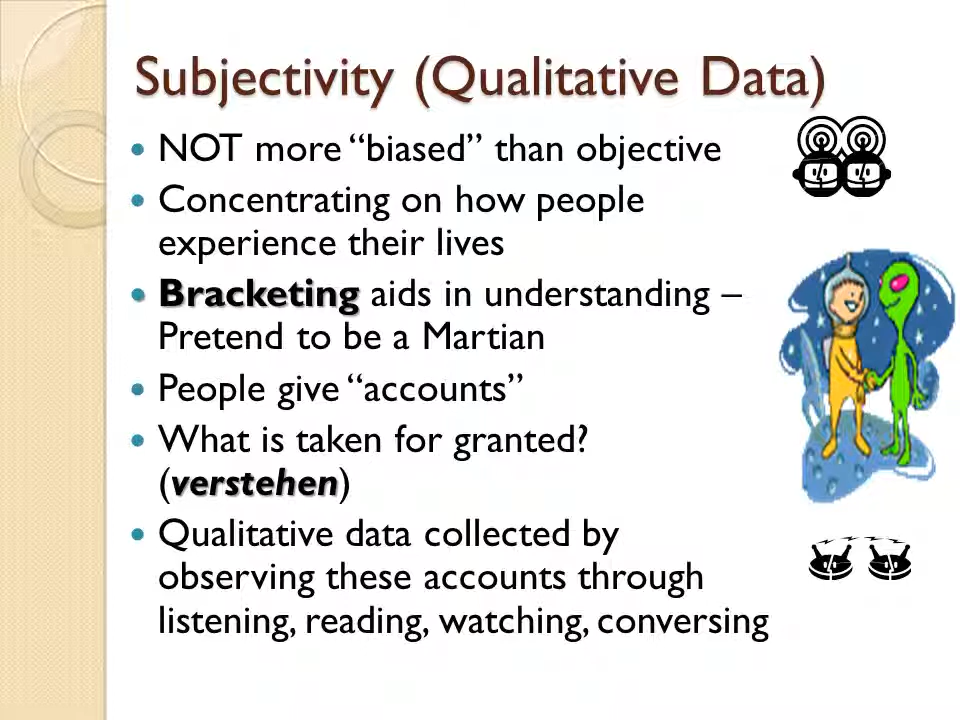 Subjectivity (Qualitative Data)
• NOT more “biased” than objective
• Concentrating on how people
experience their lives
• Bracketing aids in understanding –
Pretend to be a Martian
• People give “accounts”
• What is taken for granted?
(verstehen)
• Qualitative data collected by
observing these accounts through
listening, reading, watching, conversing